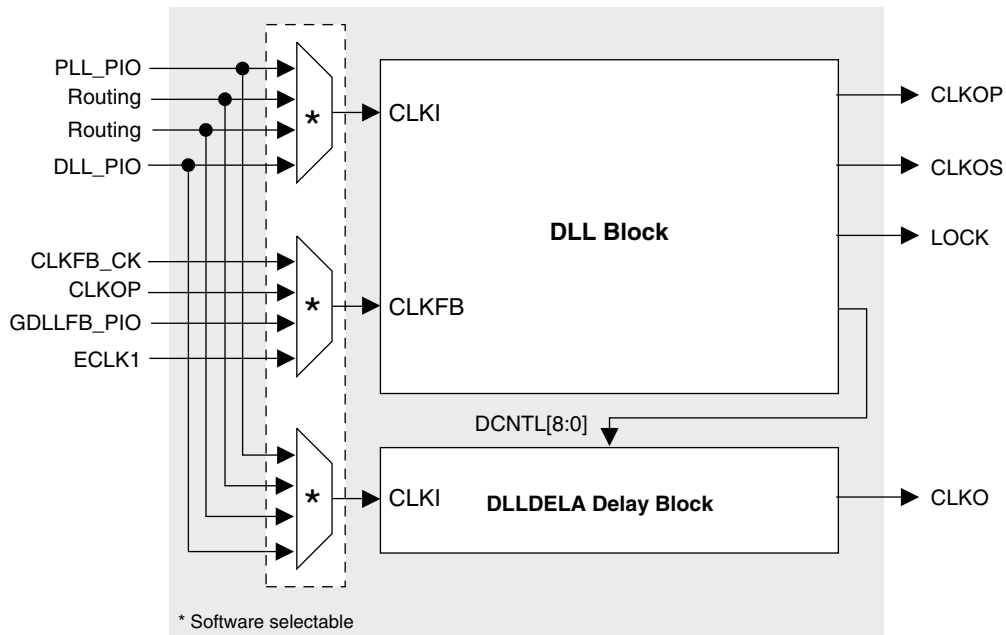 PLL_PIO
Routing
Routing
DLL_PIO
*
CLKI
CLKFB_CK
CLKOP
GDLLFB_PIO
ECLK1
*
CLKFB
DLL Block
CLKOP
CLKOS
LOCK
DCNTL[8:0]
*
CLKI
DLLDELA Delay Block
CLKO
* Software selectable